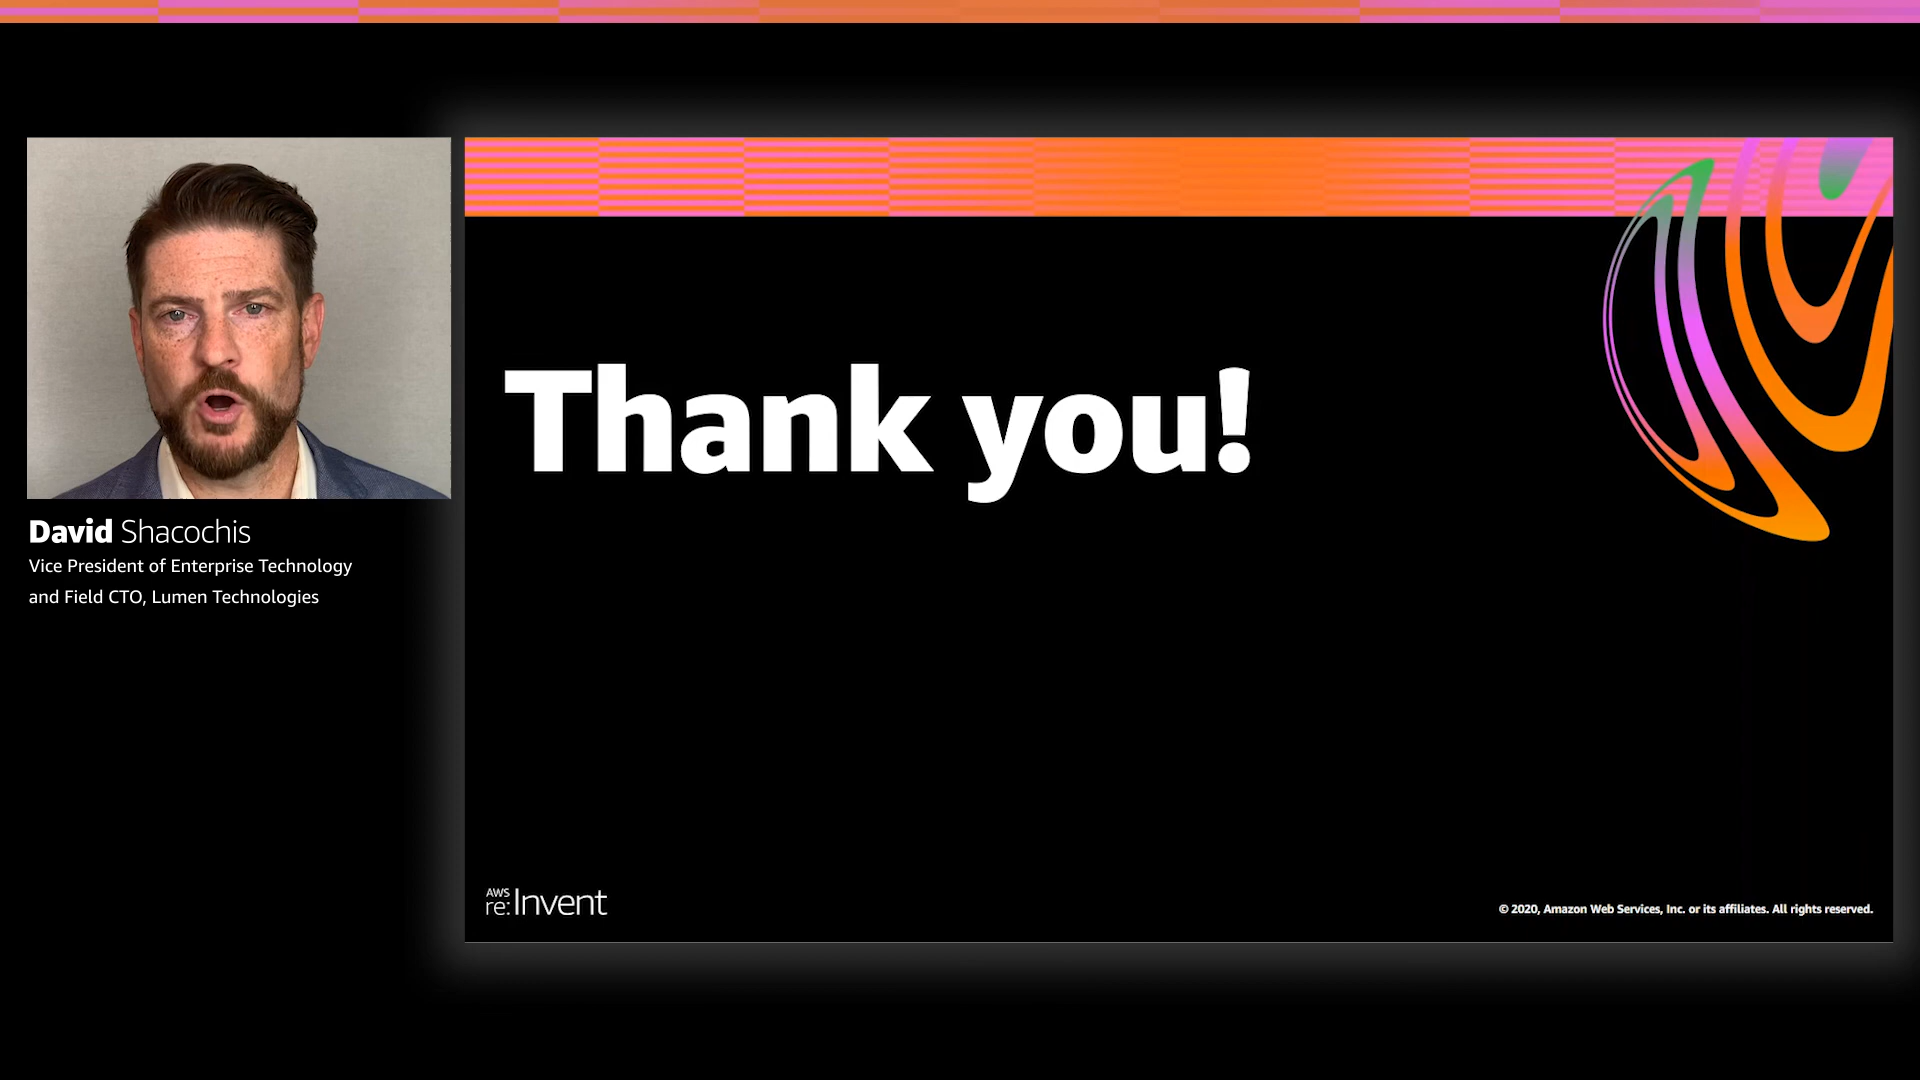 David Shacochis
Vice President of Enterprise Technology
and Field CTO, Lumen Technologies
Thank you!
AWS
re:Invent
© 2020, Amazon Web Services, Inc. or its affiliates. All rights reserved.